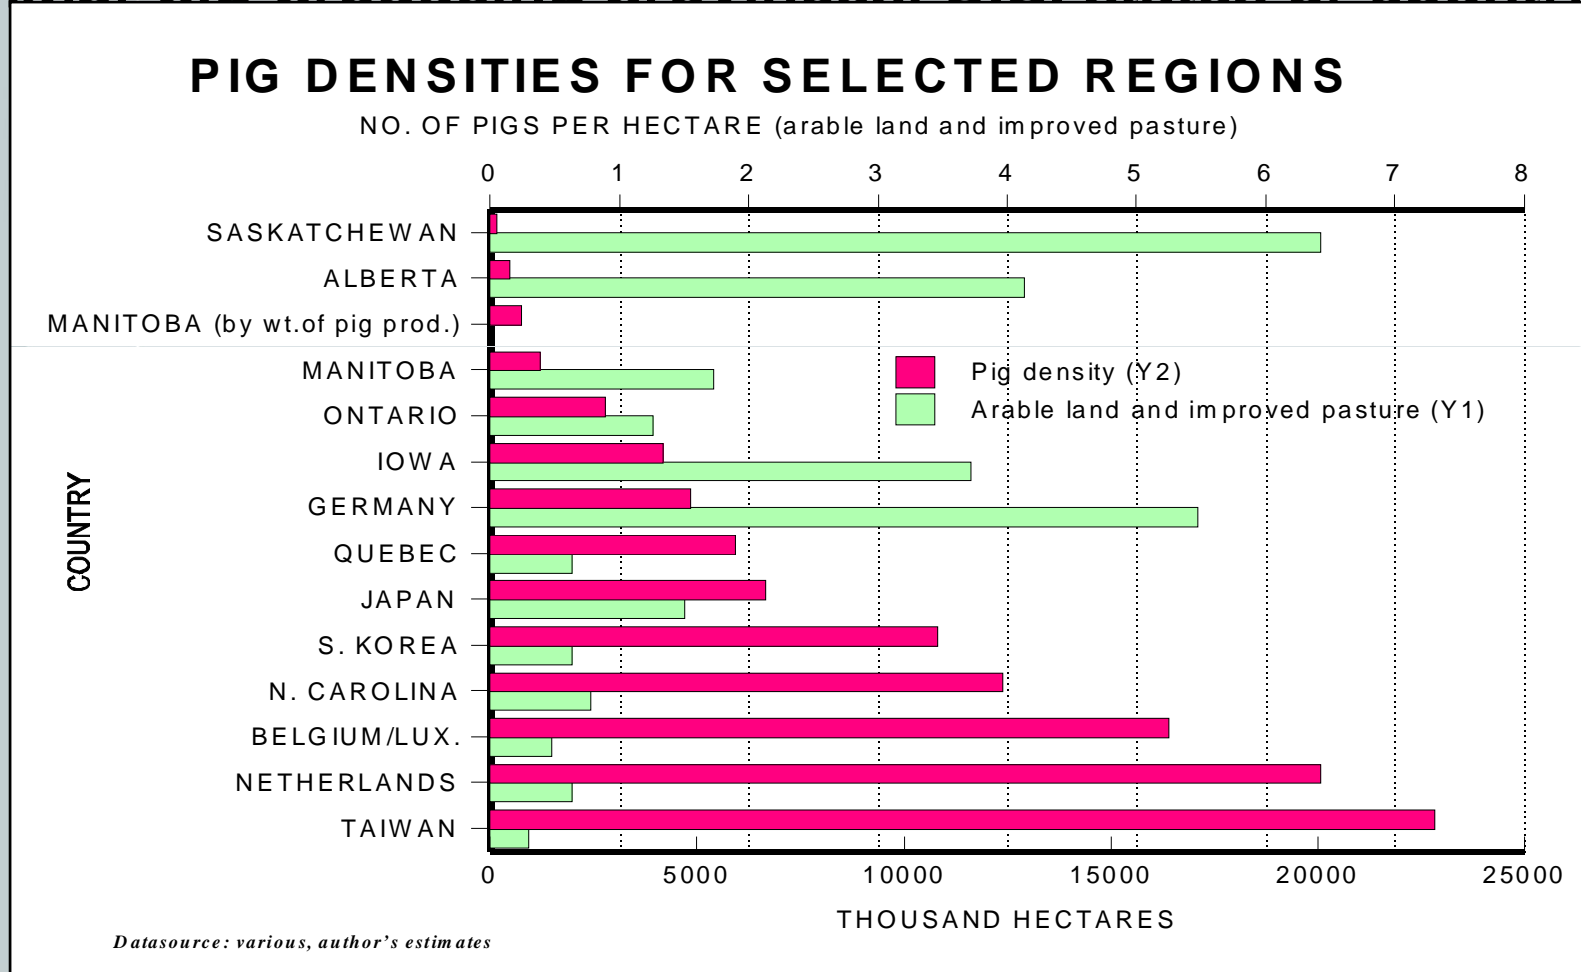 PIG DENSITIES FOR SELECTED REGIONS
NO. OF PIGS PER HECTARE (arable land and improved pasture)
0 1 2 3 4 5 6 7 8
SASKATCHEWAN
ALBERTA
MANITOBA (by wt.of pig prod.)
MANITOBA
Pig density (Y2)
ONTARIO
Arable land and improved pasture (Y1)
IOWA
GERMANY
COUNTRY
QUEBEC
JAPAN
S. KOREA
N. CAROLINA
BELGIUM/LUX.
NETHERLANDS
TAIWAN
0 5000 10000 15000 20000 25000
THOUSAND HECTARES
Datasource: various, author's estimates